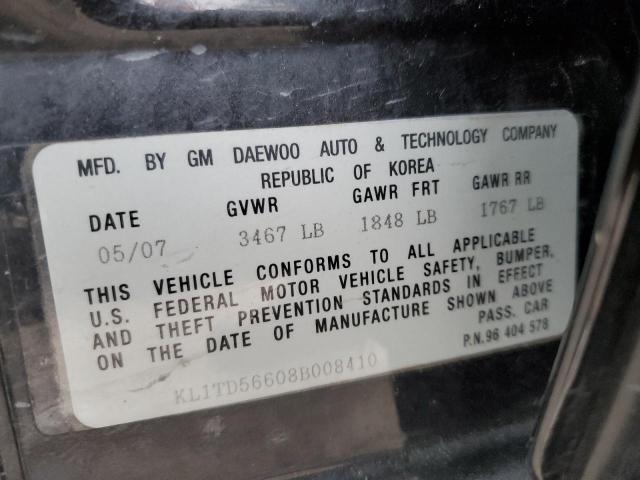 MFD. BY GM DAEWOO AUTO & TECHNOLOGY COMPANY
REPUBLIC OF KOREA
DATE GVWR GAWR FRT GAWR RR
05/07 3467 LB 1848 LB 1767 LB
THIS VEHICLE CONFORMS TO ALL APPLICABLE
U.S. FEDERAL MOTOR VEHICLE SAFETY, BUMPER,
AND THEFT PREVENTION STANDARDS IN EFFECT
ON THE DATE OF MANUFACTURE SHOWN ABOVE
PASS. CAR
P.N.96 404 578
KL1TD56608B008410